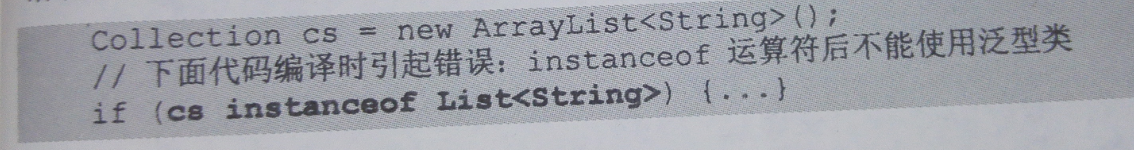 Collection cs = new ArrayList<String>();
// 下面代码编译时引起错误：instanceof 运算符后不能使用泛型类
if (cs instanceof List<String>) {...}